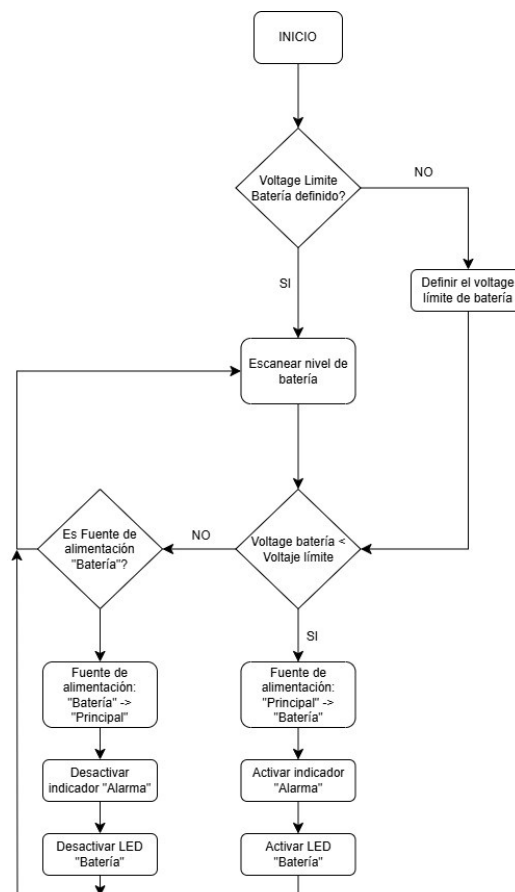 INICIO
Voltage Limite
Batería definido?
NO
SI
Definir el voltage
límite de batería
Escanear nivel de
batería
Es Fuente de
alimentación
"Batería"?
NO
Voltage batería <
Voltaje límite
SI
Fuente de
alimentación:
"Batería" ->
"Principal"
Fuente de
alimentación:
"Principal" ->
"Batería"
Desactivar
indicador "Alarma"
Activar indicador
"Alarma"
Desactivar LED
"Batería"
Activar LED
"Batería"